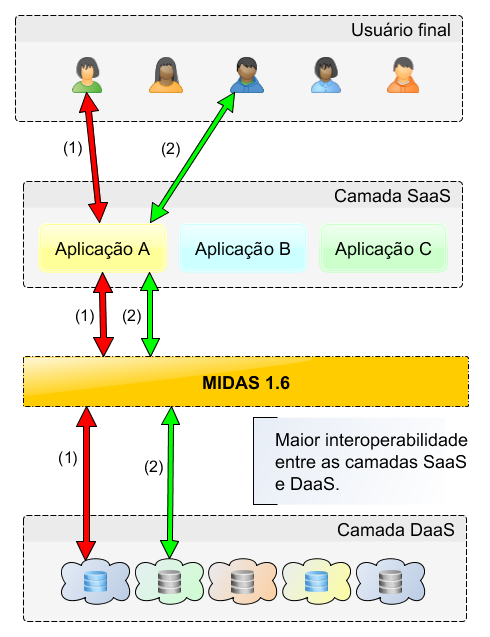 Usuário final
(1)
(2)
Camada SaaS
Aplicação A
Aplicação B
Aplicação C
(1)
(2)
MIDAS 1.6
(1)
(2)
Maior interoperabilidade
entre as camadas SaaS
e DaaS.
Camada DaaS